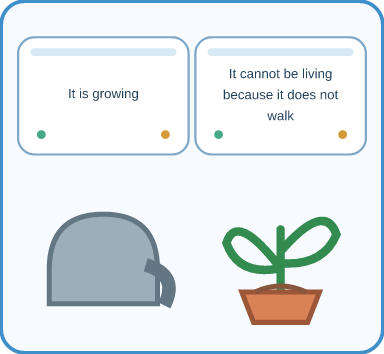 It is growing
It cannot be living
because it does not
walk